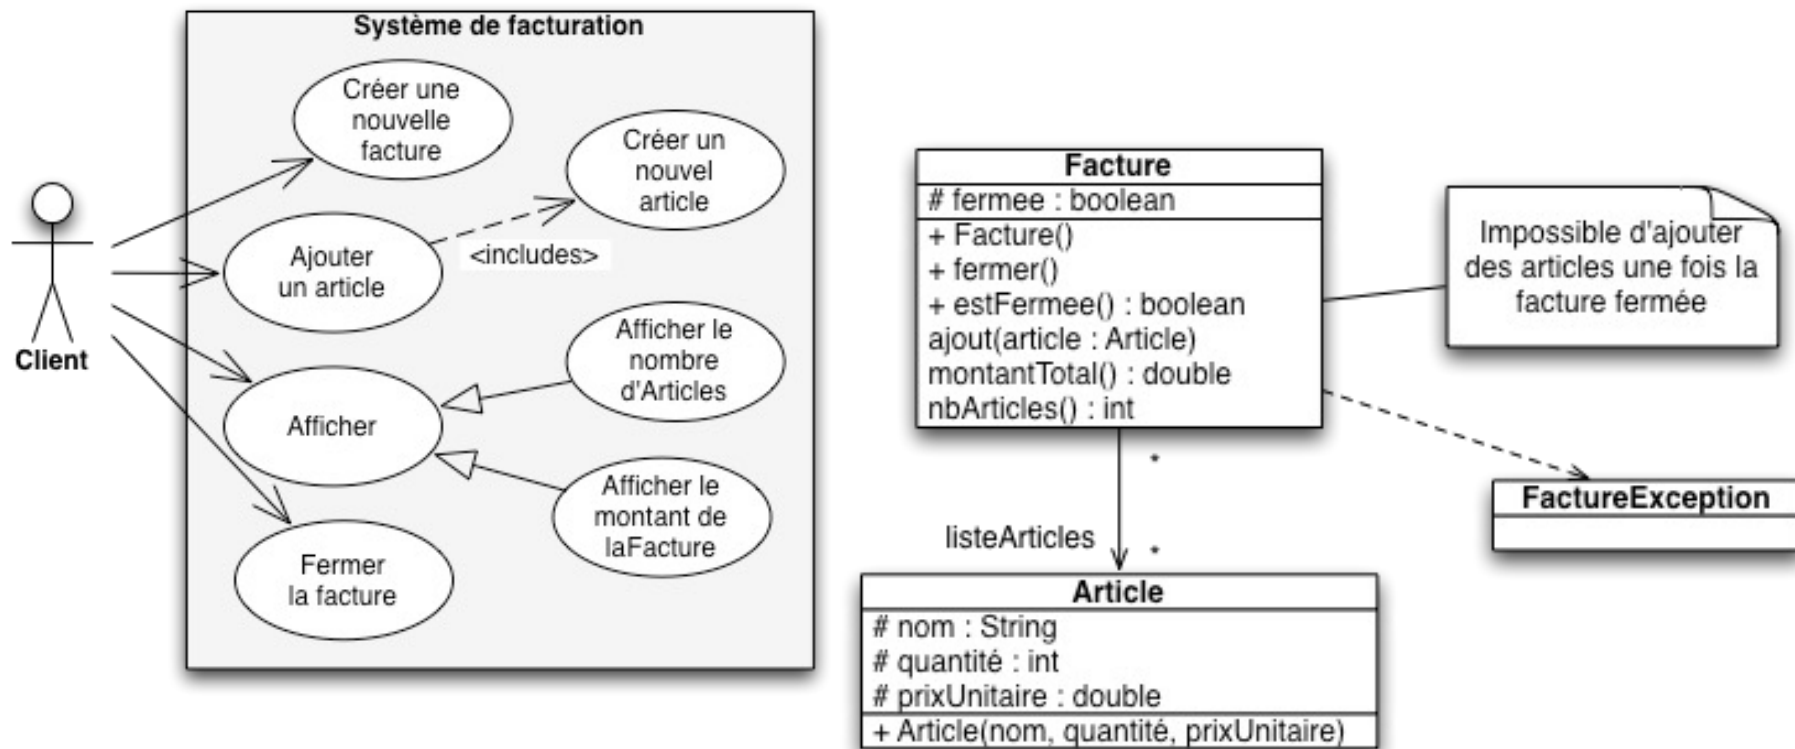 Système de facturation
Créer une
nouvelle
facture
Créer un
nouvel
article
Ajouter
un article
<includes>
Client
Afficher le
nombre
d'Articles
Afficher
Afficher le
montant de
laFacture
Fermer
la facture
Facture
# fermee : boolean
+ Facture()
+ fermer()
+ estFermee() : boolean
ajout(article : Article)
montantTotal() : double
nbArticles() : int
Impossible d'ajouter
des articles une fois la
facture fermée
*
listeArticles
*
FactureException
Article
# nom : String
# quantité : int
# prixUnitaire : double
+ Article(nom, quantité, prixUnitaire)